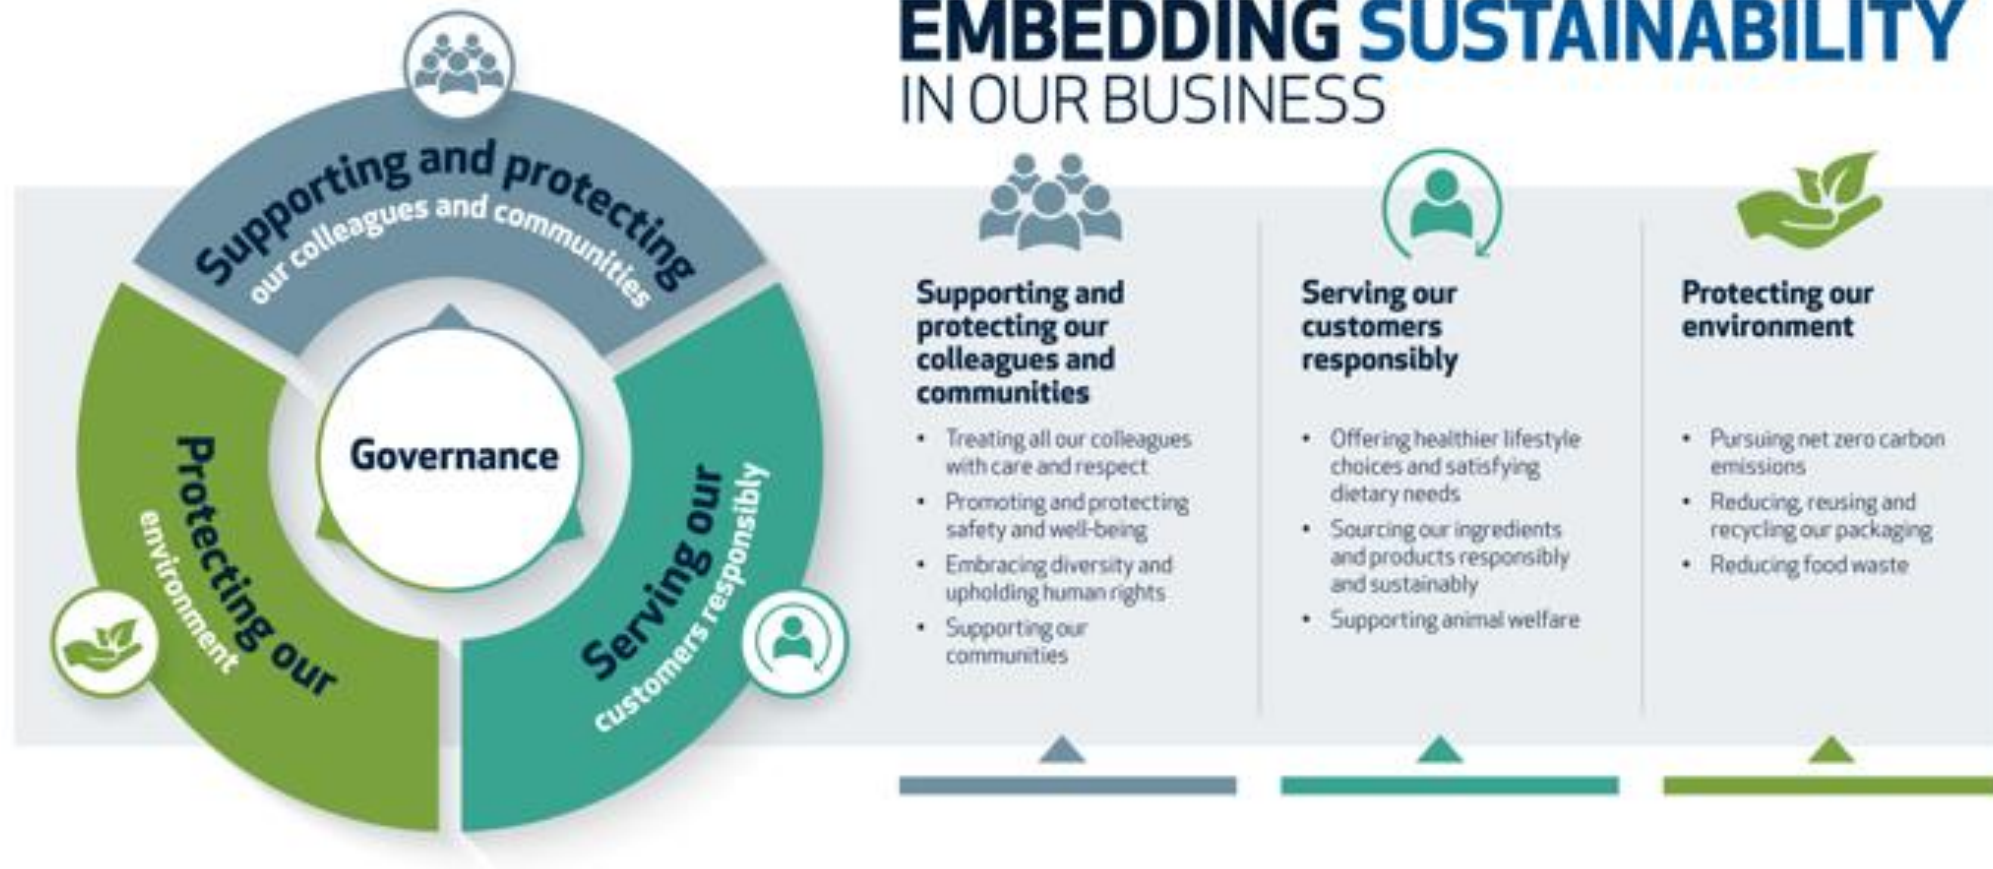 EMBEDDING SUSTAINABILITY
IN OUR BUSINESS
Supporting and protecting
our colleagues and communities
Governance
Protecting our
environment
Serving our
customers responsibly
Supporting and
protecting our
colleagues and
communities
• Treating all our colleagues
with care and respect
• Promoting and protecting
safety and well-being
• Embracing diversity and
upholding human rights
• Supporting our
communities
Serving our
customers
responsibly
• Offering healthier lifestyle
choices and satisfying
dietary needs
• Sourcing our ingredients
and products responsibly
and sustainably
• Supporting animal welfare
Protecting our
environment
• Pursuing net zero carbon
emissions
• Reducing, reusing and
recycling our packaging
• Reducing food waste